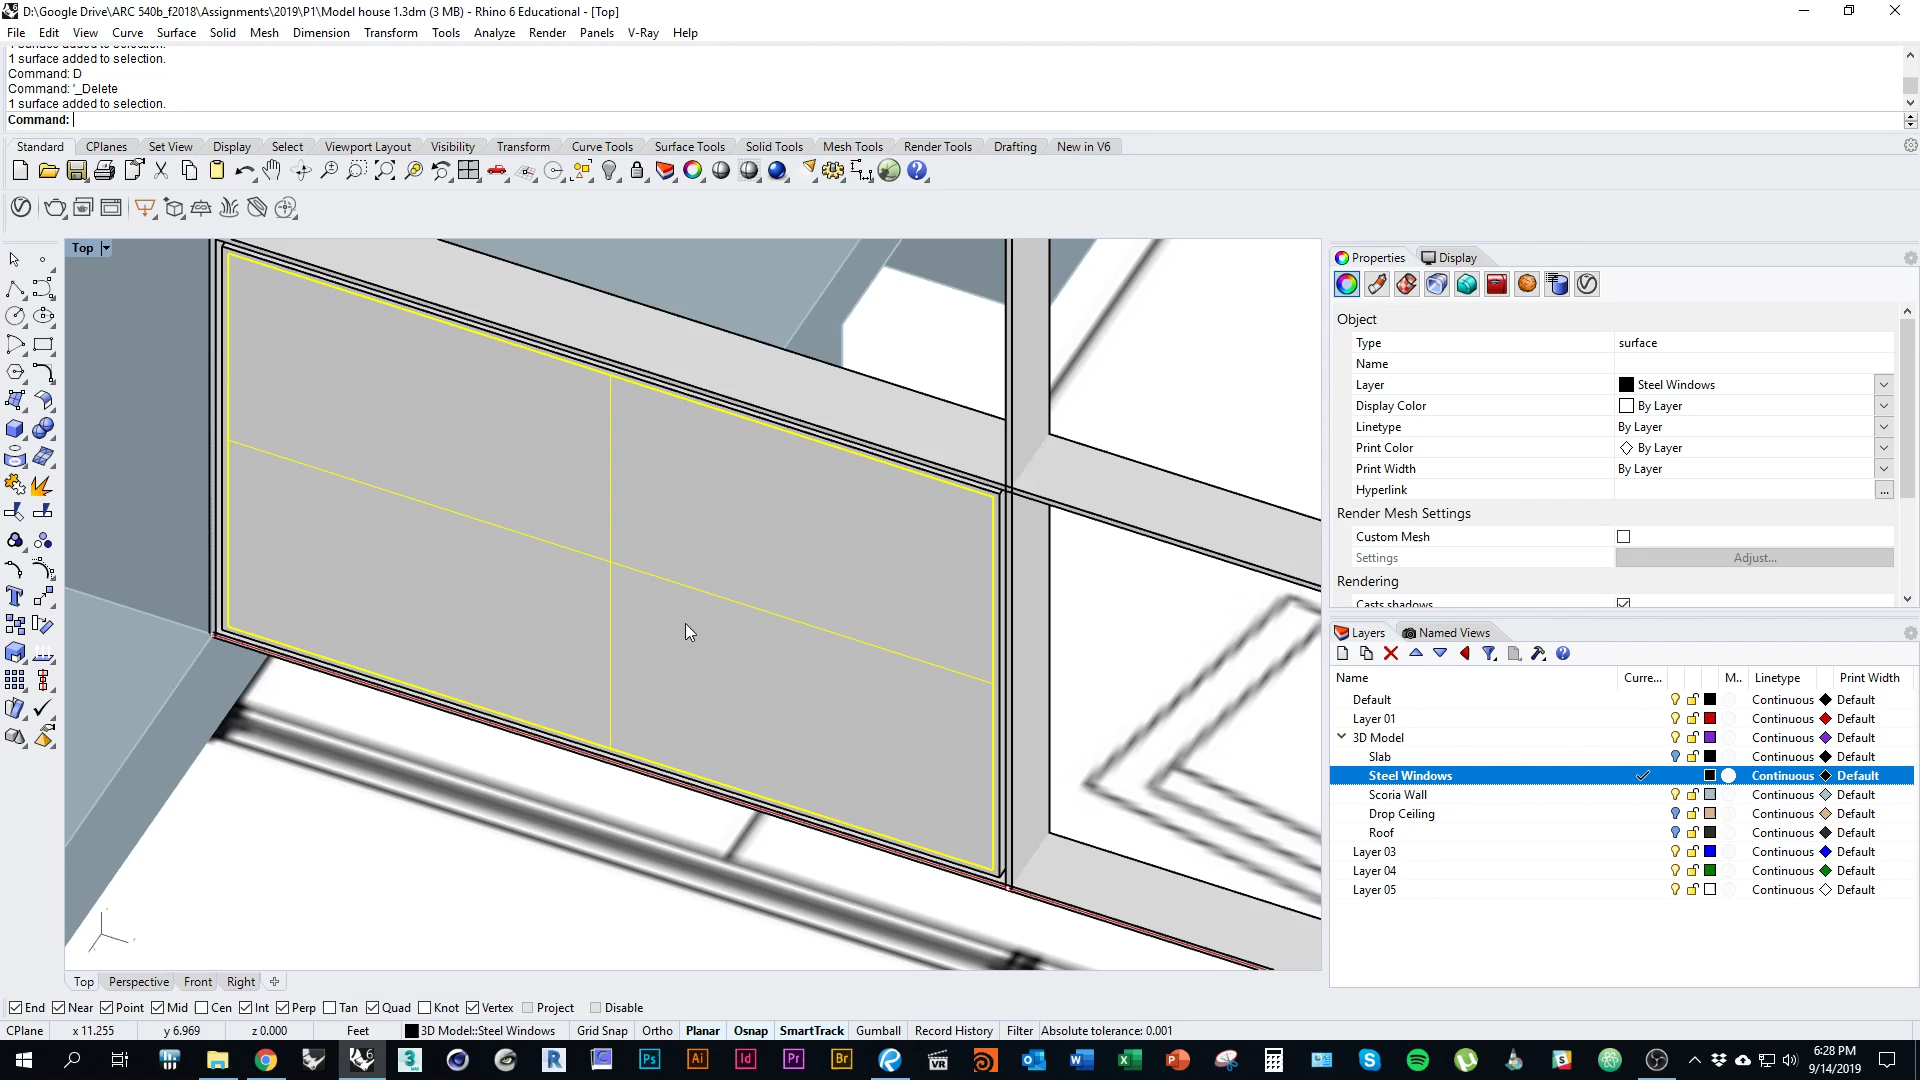 D:\Google Drive\ARC 540b_f2018\Assignments\2019\P1\Model house 1.3dm (3 MB) - Rhino 6 Educational - [Top]
File Edit View Curve Surface Solid Mesh Dimension Transform Tools Analyze Render Panels V-Ray Help
1 surface added to selection.
1 surface added to selection.
Command: D
Command: '_Delete
1 surface added to selection.
Command:
Standard CPlanes Set View Display Select Viewport Layout Visibility Transform Curve Tools Surface Tools Solid Tools Mesh Tools Render Tools Drafting New in V6
Top
Properties Display
Object
Type surface
Name
Layer Steel Windows
Display Color By Layer
Linetype By Layer
Print Color By Layer
Print Width By Layer
Hyperlink ...
Render Mesh Settings
Custom Mesh
Settings Adjust...
Rendering
Casts shadows
Layers Named Views
Name Curre... M.. Linetype Print Width
Default Continuous Default
Layer 01 Continuous Default
3D Model Continuous Default
Slab Continuous Default
Steel Windows Continuous Default
Scoria Wall Continuous Default
Drop Ceiling Continuous Default
Roof Continuous Default
Layer 03 Continuous Default
Layer 04 Continuous Default
Layer 05 Continuous Default
Top Perspective Front Right
End Near Point Mid Cen Int Perp Tan Quad Knot Vertex Project Disable
CPlane x 11.255 y 6.969 z 0.000 Feet 3D Model::Steel Windows Grid Snap Ortho Planar Osnap SmartTrack Gumball Record History Filter Absolute tolerance: 0.001
6:28 PM
9/14/2019